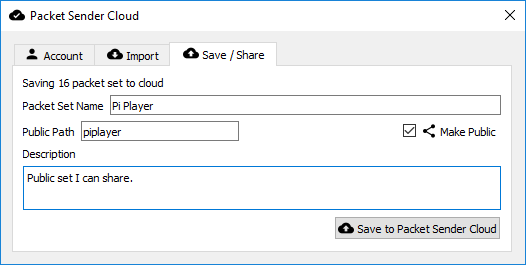 Packet Sender Cloud
Account Import Save / Share
Saving 16 packet set to cloud
Packet Set Name Pi Player
Public Path piplayer Make Public
Description
Public set I can share.
Save to Packet Sender Cloud